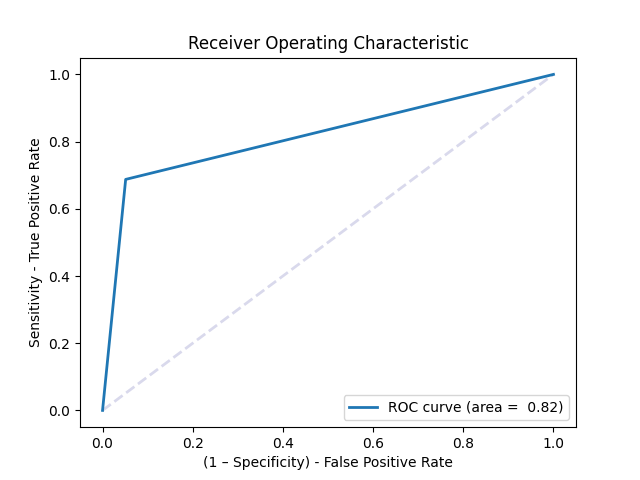 Receiver Operating Characteristic
1.0
0.8
0.6
0.4
0.2
0.0
Sensitivity - True Positive Rate
ROC curve (area =  0.82)
0.0 0.2 0.4 0.6 0.8 1.0
(1 – Specificity) - False Positive Rate